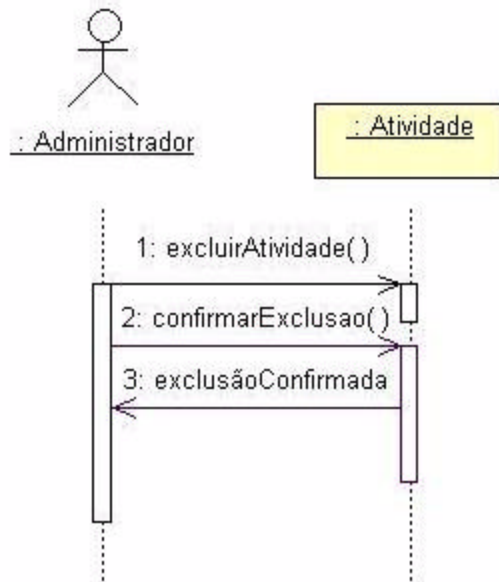 : Administrador
: Atividade
1: excluirAtividade( )
2: confirmarExclusao( )
3: exclusãoConfirmada